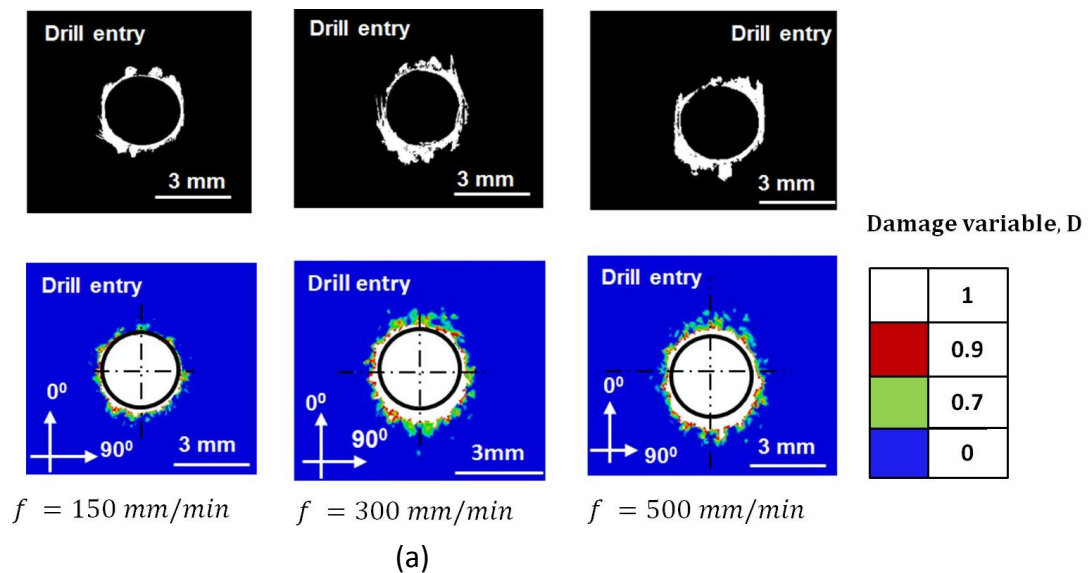 Drill entry
3 mm
Drill entry
3 mm
Drill entry
3 mm
Damage variable, D
1
0.9
0.7
0
Drill entry
0⁰
90⁰
3 mm
Drill entry
0⁰
90⁰
3mm
Drill entry
0⁰
90⁰
3 mm
f = 150 mm/min
f = 300 mm/min
f = 500 mm/min
(a)